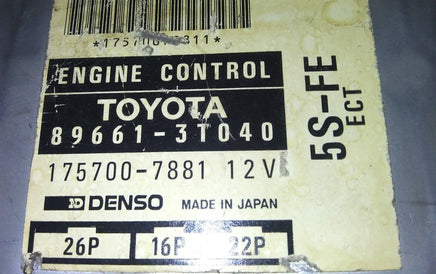 ENGINE CONTROL
TOYOTA
89661-3T040
175700-7881 12V
DENSO MADE IN JAPAN
26P 16P 22P
5S-FE
ECT